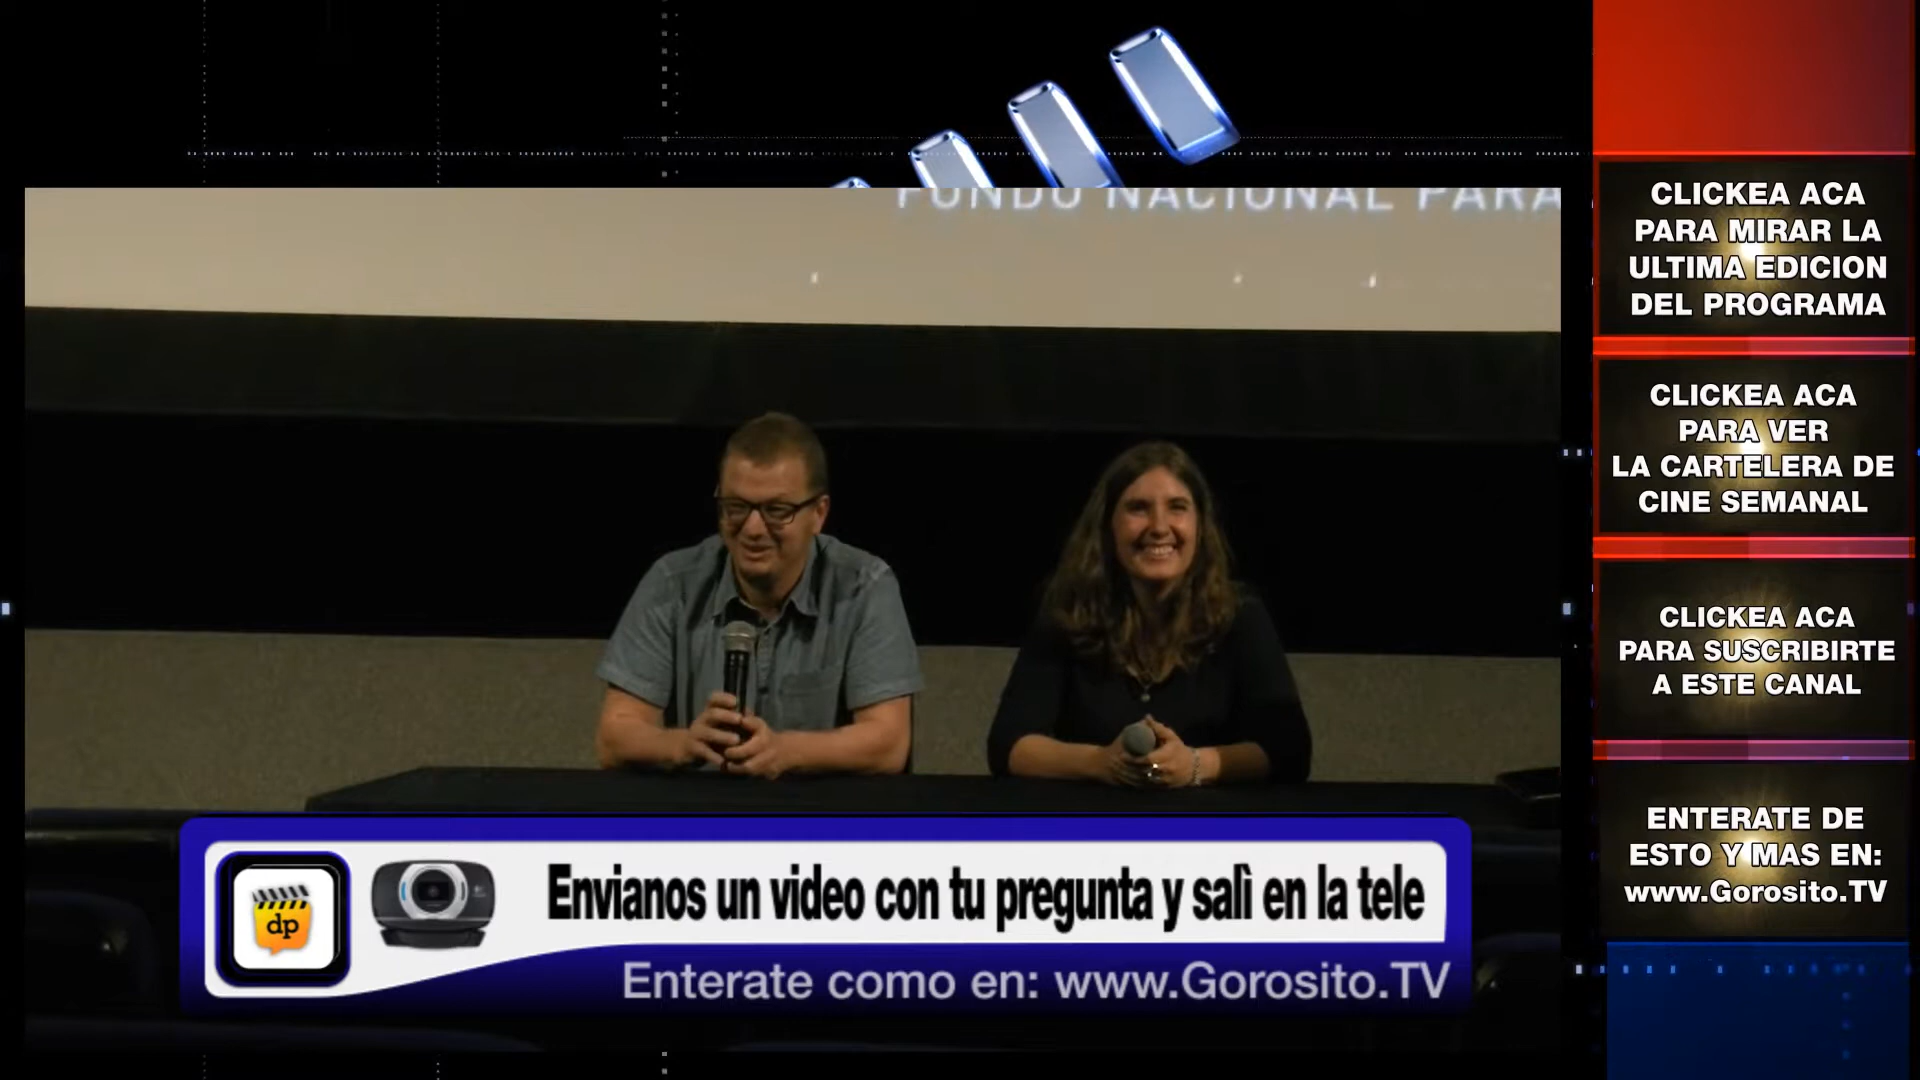 FONDO NACIONAL PARA
Envianos un video con tu pregunta y salì en la tele
dp
Enterate como en: www.Gorosito.TV
CLICKEA ACA
PARA MIRAR LA
ULTIMA EDICION
DEL PROGRAMA
CLICKEA ACA
PARA VER
LA CARTELERA DE
CINE SEMANAL
CLICKEA ACA
PARA SUSCRIBIRTE
A ESTE CANAL
ENTERATE DE
ESTO Y MAS EN:
www.Gorosito.TV